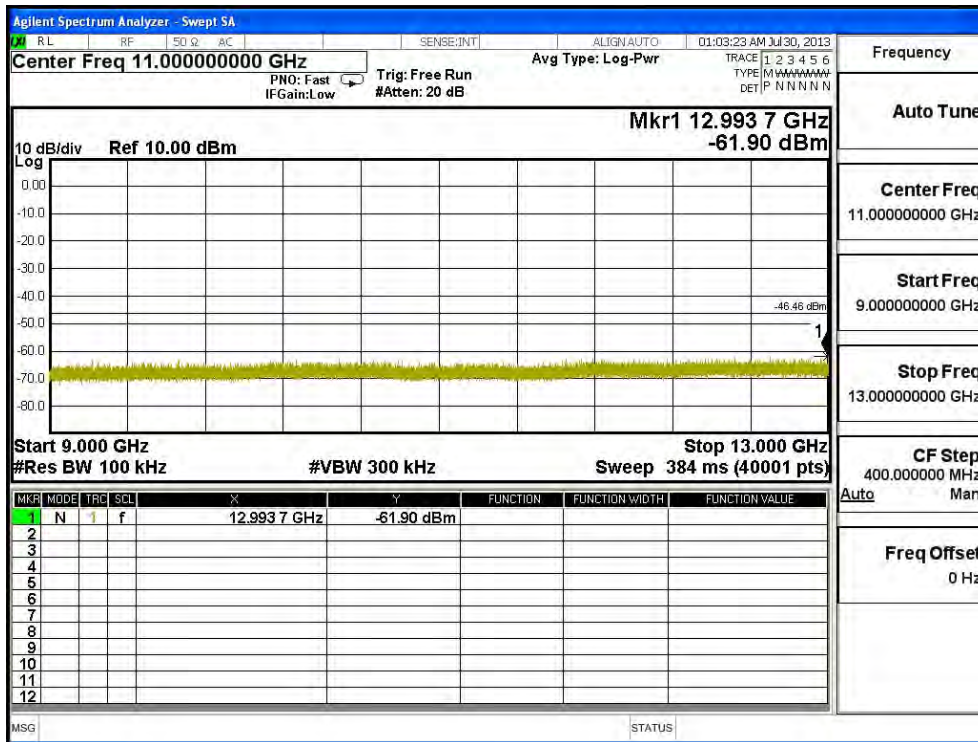 Agilent Spectrum Analyzer - Swept SA
RL RF 50 Ω AC SENSE:INT ALIGN AUTO 01:03:23 AM Jul 30, 2013
Center Freq 11.000000000 GHz
PNO: Fast
IFGain:Low
Trig: Free Run
#Atten: 20 dB
Avg Type: Log-Pwr
TRACE 1 2 3 4 5 6
TYPE M WWWWW
DET P N N N N N
Mkr1 12.993 7 GHz
-61.90 dBm
10 dB/div Ref 10.00 dBm
Log
0.00
-10.0
-20.0
-30.0
-40.0
-46.46 dBm
-50.0
1
-60.0
-70.0
-80.0
Start 9.000 GHz Stop 13.000 GHz
#Res BW 100 kHz #VBW 300 kHz Sweep 384 ms (40001 pts)
MKR MODE TRC SCL X Y FUNCTION FUNCTION WIDTH FUNCTION VALUE
1 N 1 f 12.993 7 GHz -61.90 dBm
2
3
4
5
6
7
8
9
10
11
12
MSG STATUS
Frequency
Auto Tune
Center Freq
11.000000000 GHz
Start Freq
9.000000000 GHz
Stop Freq
13.000000000 GHz
CF Step
400.000000 MHz
Auto Man
Freq Offset
0 Hz